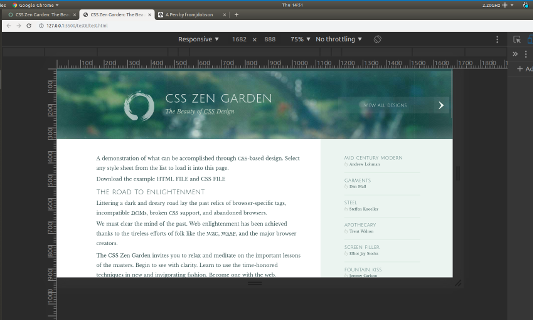 Google Chrome
CSS Zen Garden: The Bea
CSS Zen Garden: The Bea
A Pen by
127.0.0.1
Responsive 1682 × 888 75% No throttling
CSS ZEN GARDEN
The Beauty of CSS Design
VIEW ALL DESIGNS
A demonstration of what can be accomplished through CSS-based design. Select
any style sheet from the list to load it into this page.
Download the example HTML FILE and CSS FILE
THE ROAD TO ENLIGHTENMENT
Littering a dark and dreary road lay the past relics of browser-specific tags,
incompatible DOMs, broken CSS support, and abandoned browsers.
We must clear the mind of the past. Web enlightenment has been achieved
thanks to the tireless efforts of folk like the W3C, WASP, and the major browser
creators
The CSS Zen Garden invites you to relax and meditate on the important lessons
of the masters. Begin to see with clarity. Learn to use the time-honored
techniques in new and invigorating fashion. Become one with the web.
MID CENTURY MODERN
by Andrew Lohman
GARMENTS
by Dan Mall
STEEL
by Steffen Knoeller
APOTHECARY
by Trent Walton
SCREEN FILLER
by Elliot Jay Stocks
FOUNTAIN KISS
by Jeremy Carlson